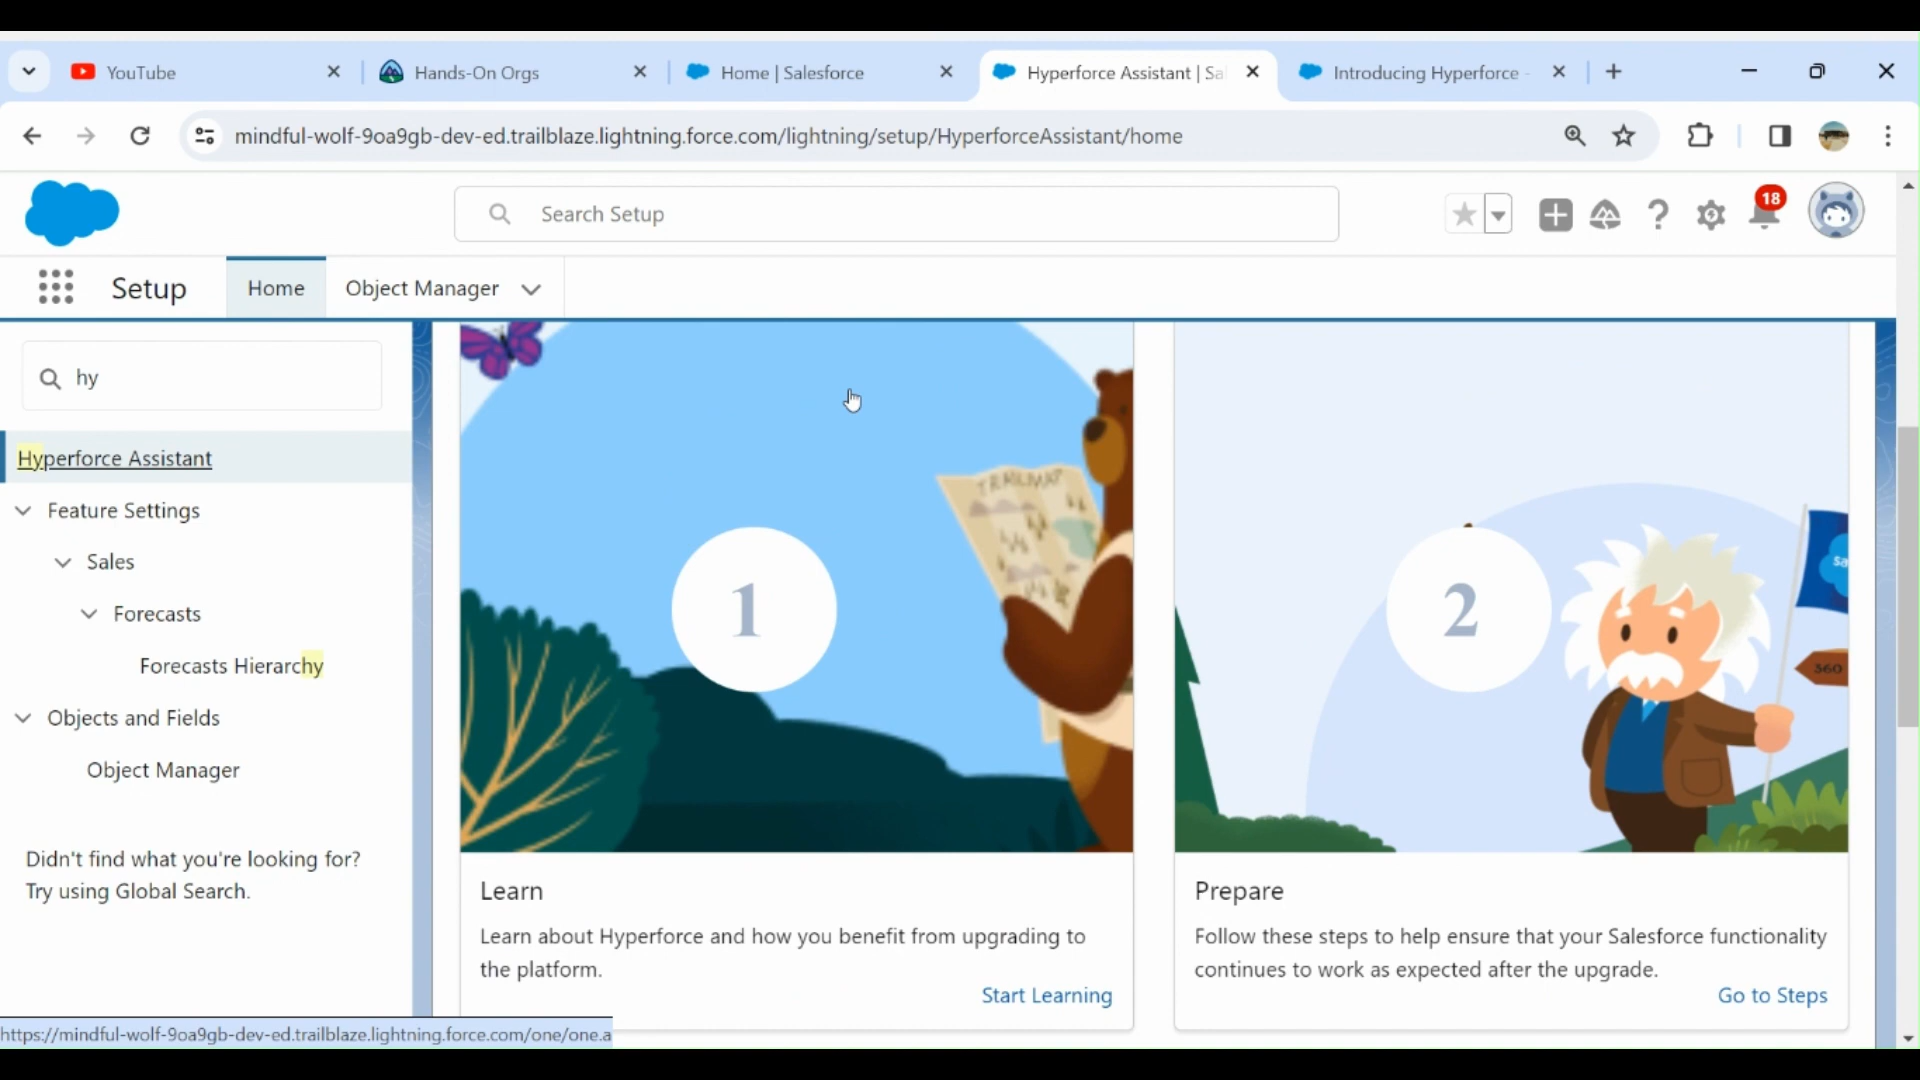 YouTube
Hands-On Orgs
Home | Salesforce
Hyperforce Assistant | Sa
Introducing Hyperforce -
mindful-wolf-9oa9gb-dev-ed.trailblaze.lightning.force.com/lightning/setup/HyperforceAssistant/home
Search Setup
18
Setup
Home
Object Manager
hy
Hyperforce Assistant
Feature Settings
Sales
Forecasts
Forecasts Hierarchy
Objects and Fields
Object Manager
Didn't find what you're looking for?
Try using Global Search.
TRAILMAP
1
2
sa
360
Learn
Learn about Hyperforce and how you benefit from upgrading to
the platform.
Start Learning
Prepare
Follow these steps to help ensure that your Salesforce functionality
continues to work as expected after the upgrade.
Go to Steps
https://mindful-wolf-9oa9gb-dev-ed.trailblaze.lightning.force.com/one/one.a